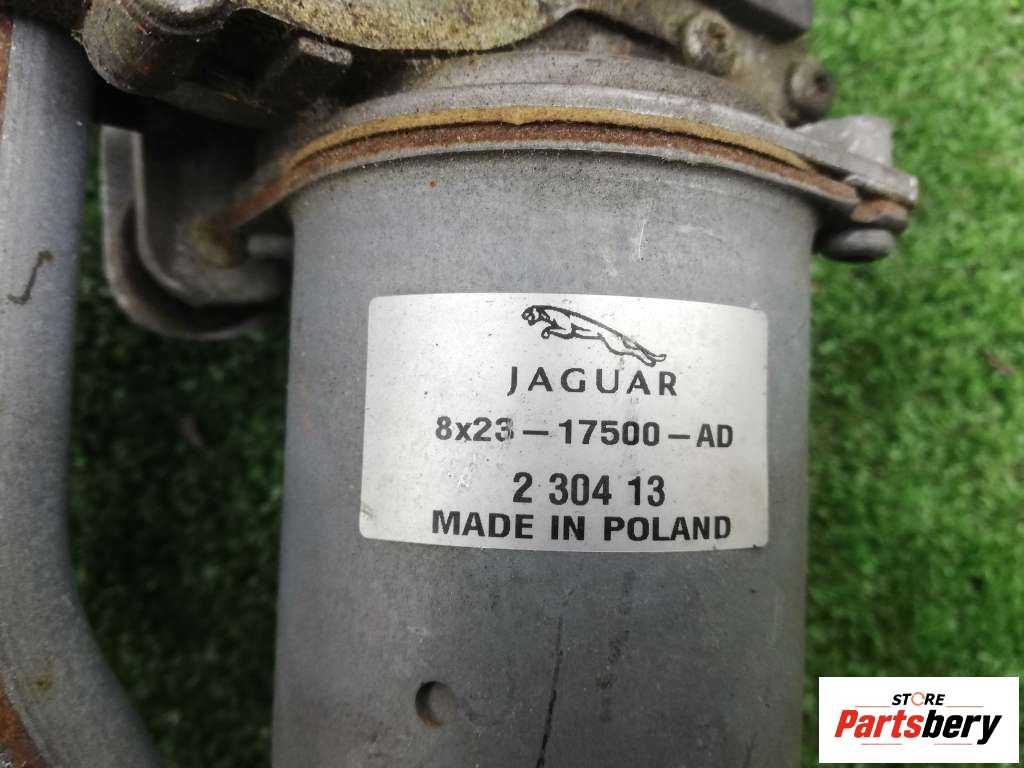 JAGUAR
8x23-17500-AD
2 304 13
MADE IN POLAND
STORE
Partsbery